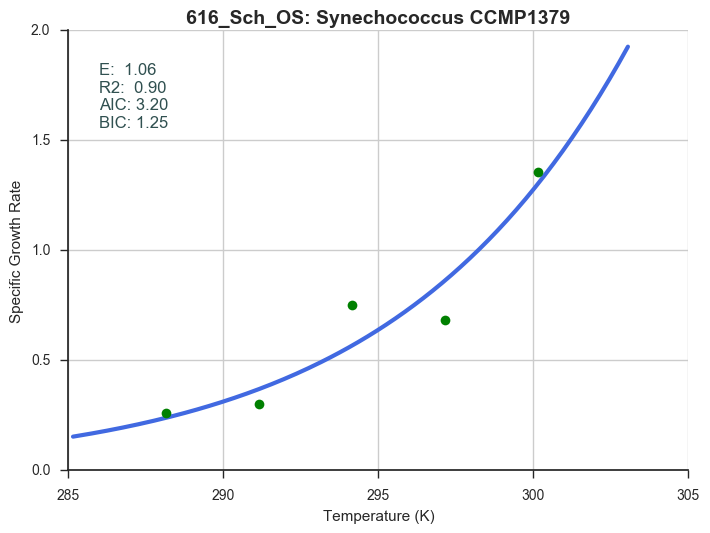 616_Sch_OS: Synechococcus CCMP1379
2.0
E: 1.06
R2: 0.90
AIC: 3.20
BIC: 1.25
1.5
Specific Growth Rate
1.0
0.5
0.0
285 290 295 300 305
Temperature (K)